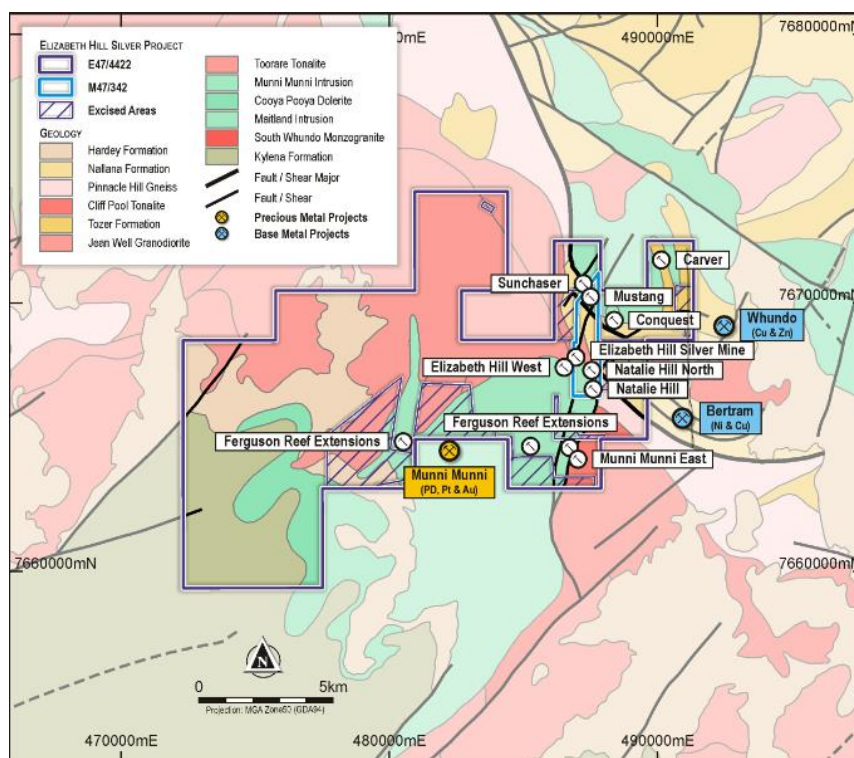 ELIZABETH HILL SILVER PROJECT
E47/4422
M47/342
Excised Areas
GEOLOGY
Hardey Formation
Nallana Formation
Pinnacle Hill Gneiss
Cliff Pool Tonalite
Tozer Formation
Jean Well Granodiorite
Toorare Tonalite
Munni Munni Intrusion
Cooya Pooya Dolerite
Maitland Intrusion
South Whundo Monzogranite
Kylena Formation
Fault / Shear Major
Fault / Shear
Precious Metal Projects
Base Metal Projects
490000mE
7680000mN
Carver
Sunchaser
Mustang
7670000mN
Conquest
Whundo
(Cu & Zn)
Elizabeth Hill Silver Mine
Elizabeth Hill West
Natalie Hill North
Natalie Hill
Bertram
(Ni & Cu)
Ferguson Reef Extensions
Ferguson Reef Extensions
Munni Munni East
Munni Munni
(PD, Pt & Au)
7660000mN
7660000mN
N
0
5km
Projection: MGA Zone50 (GDA94)
470000mE
480000mE
490000mE